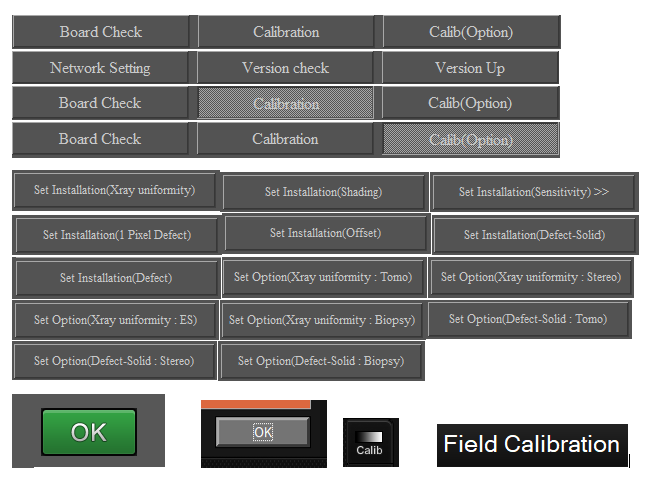 Board Check Calibration Calib(Option)
Network Setting Version check Version Up
Board Check Calibration Calib(Option)
Board Check Calibration Calib(Option)
Set Installation(Xray uniformity) Set Installation(Shading) Set Installation(Sensitivity) >>
Set Installation(1 Pixel Defect) Set Installation(Offset) Set Installation(Defect-Solid)
Set Installation(Defect) Set Option(Xray uniformity : Tomo) Set Option(Xray uniformity : Stereo)
Set Option(Xray uniformity : ES) Set Option(Xray uniformity : Biopsy) Set Option(Defect-Solid : Tomo)
Set Option(Defect-Solid : Stereo) Set Option(Defect-Solid : Biopsy)
OK OK Calib Field Calibration